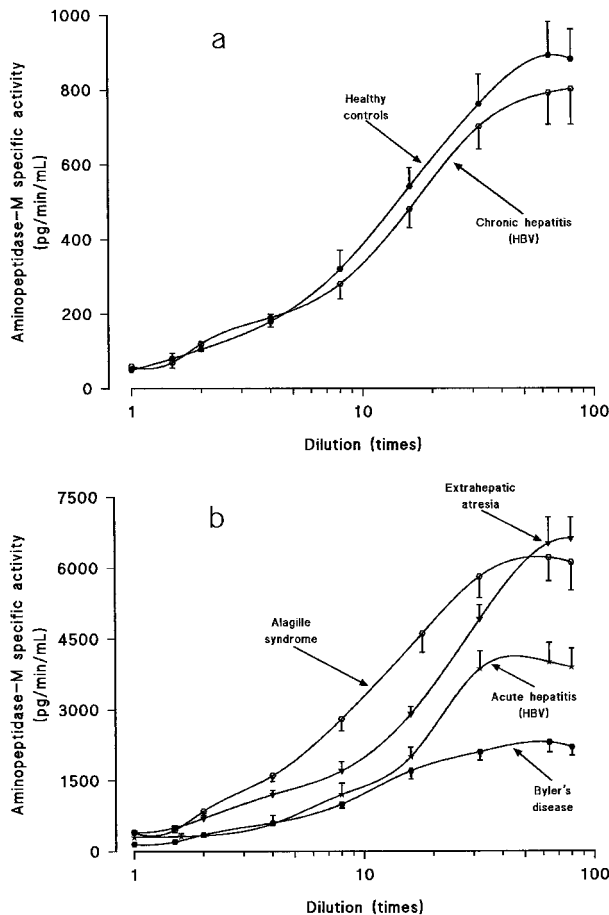 a
Aminopeptidase-M specific activity
(pg/min/mL)
1000
800
600
400
200
0
Healthy
controls
Chronic hepatitis
(HBV)
1
10
100
Dilution (times)
b
Aminopeptidase-M specific activity
(pg/min/mL)
7500
6000
4500
3000
1500
0
Extrahepatic
atresia
Alagille
syndrome
Acute hepatitis
(HBV)
Byler's
disease
1
10
100
Dilution (times)